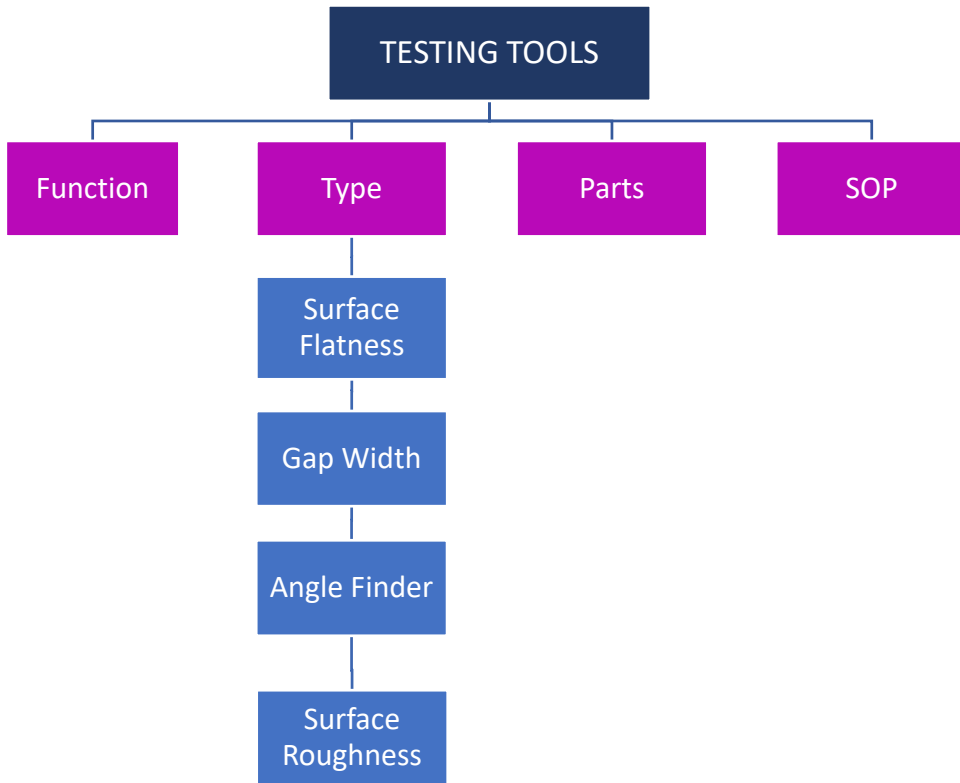 TESTING TOOLS
Function
Type
Parts
SOP
Surface
Flatness
Gap Width
Angle Finder
Surface
Roughness